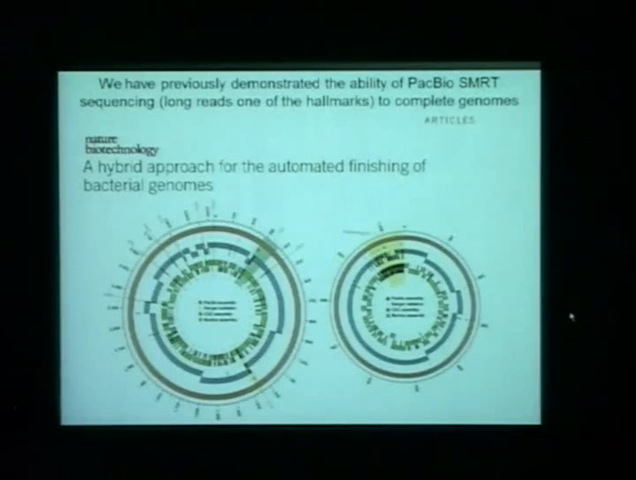 We have previously demonstrated the ability of PacBio SMRT
sequencing (long reads one of the hallmarks) to complete genomes
ARTICLES
nature
biotechnology
A hybrid approach for the automated finishing of
bacterial genomes